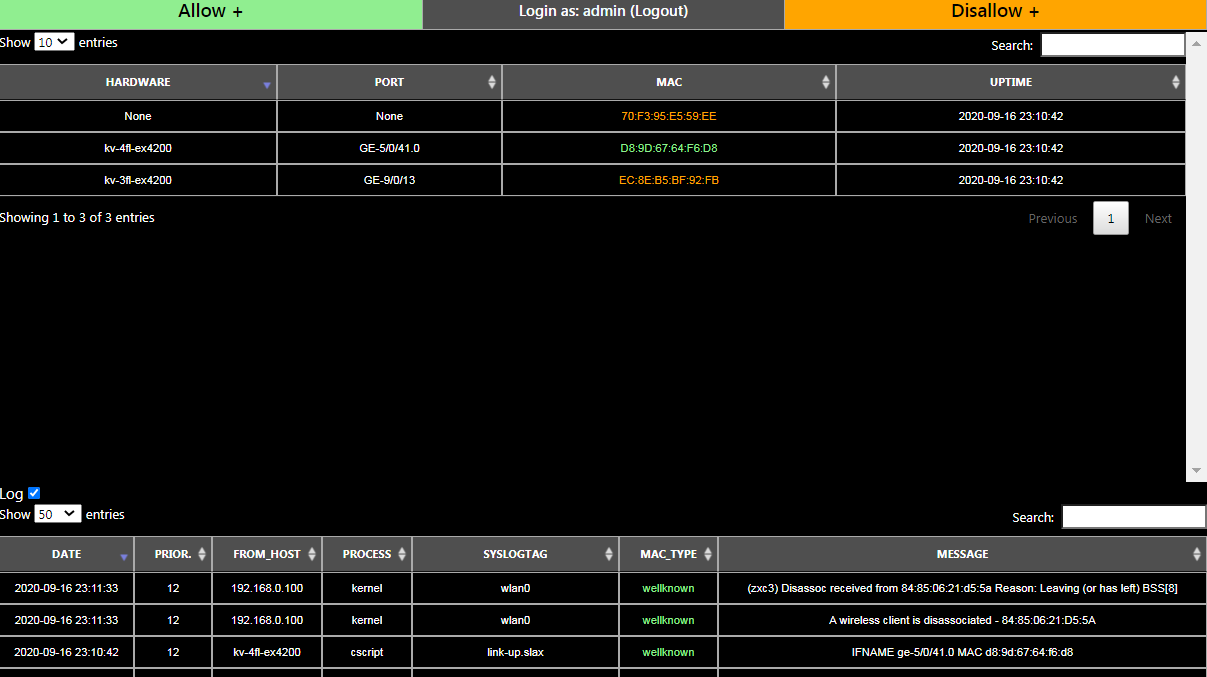 Allow + Login as: admin (Logout) Disallow +
Show 10 entries Search:
HARDWARE PORT MAC UPTIME
None None 70:F3:95:E5:59:EE 2020-09-16 23:10:42
kv-4fl-ex4200 GE-5/0/41.0 D8:9D:67:64:F6:D8 2020-09-16 23:10:42
kv-3fl-ex4200 GE-9/0/13 EC:8E:B5:BF:92:FB 2020-09-16 23:10:42
Showing 1 to 3 of 3 entries Previous 1 Next
Log
Show 50 entries Search:
DATE PRIOR. FROM_HOST PROCESS SYSLOGTAG MAC_TYPE MESSAGE
2020-09-16 23:11:33 12 192.168.0.100 kernel wlan0 wellknown (zxc3) Disassoc received from 84:85:06:21:d5:5a Reason: Leaving (or has left) BSS[8]
2020-09-16 23:11:33 12 192.168.0.100 kernel wlan0 wellknown A wireless client is disassociated - 84:85:06:21:D5:5A
2020-09-16 23:10:42 12 kv-4fl-ex4200 cscript link-up.slax wellknown IFNAME ge-5/0/41.0 MAC d8:9d:67:64:f6:d8